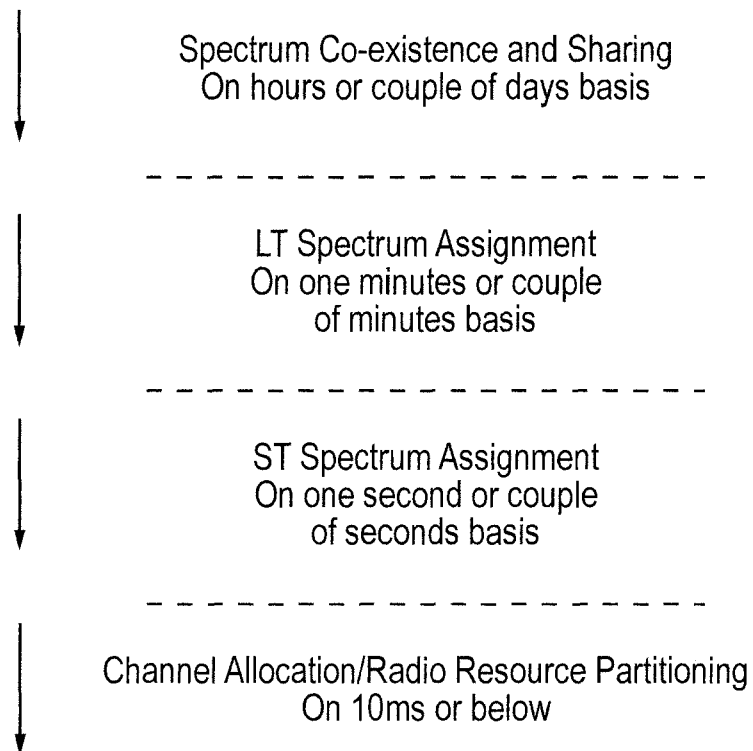 Spectrum Co-existence and Sharing
On hours or couple of days basis
LT Spectrum Assignment
On one minutes or couple
of minutes basis
ST Spectrum Assignment
On one second or couple
of seconds basis
Channel Allocation/Radio Resource Partitioning
On 10ms or below